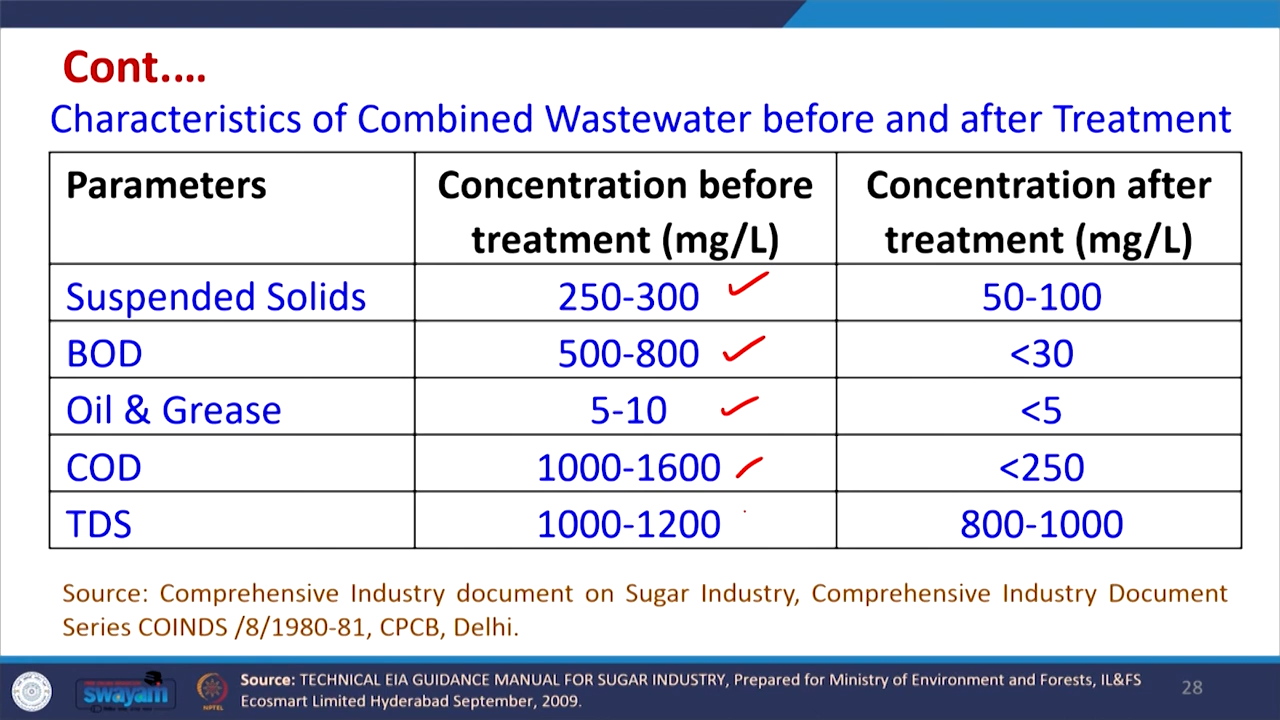 Cont.…
Characteristics of Combined Wastewater before and after Treatment
Parameters
Concentration before treatment (mg/L)
Concentration after treatment (mg/L)
Suspended Solids 250-300 50-100
BOD 500-800 <30
Oil & Grease 5-10 <5
COD 1000-1600 <250
TDS 1000-1200 800-1000
Source: Comprehensive Industry document on Sugar Industry, Comprehensive Industry Document
Series COINDS /8/1980-81, CPCB, Delhi.
swayam
NPTEL
Source: TECHNICAL EIA GUIDANCE MANUAL FOR SUGAR INDUSTRY, Prepared for Ministry of Environment and Forests, IL&FS
Ecosmart Limited Hyderabad September, 2009.
28